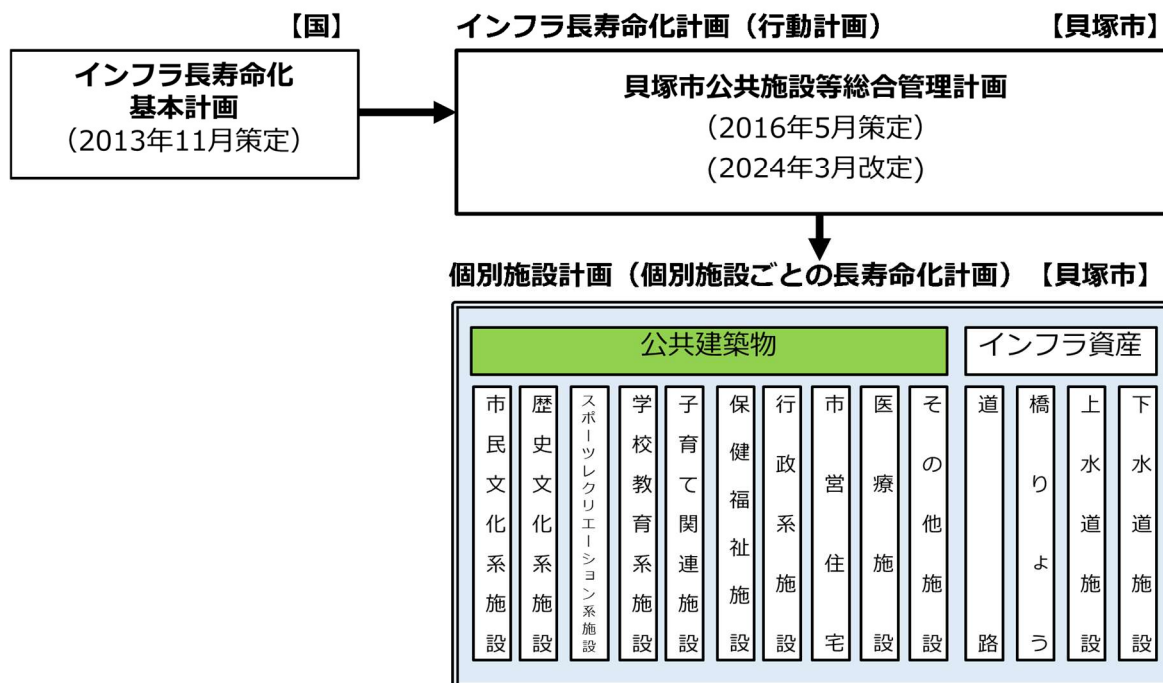 【国】
インフラ長寿命化
基本計画
（2013年11月策定）
インフラ長寿命化計画（行動計画）
【貝塚市】
貝塚市公共施設等総合管理計画
（2016年5月策定）
（2024年3月改定)
個別施設計画（個別施設ごとの長寿命化計画）【貝塚市】
公共建築物
インフラ資産
市民文化系施設
歴史文化系施設
スポーツレクリエーション系施設
学校教育系施設
子育て関連施設
保健福祉施設
行政系施設
市営住宅
医療施設
その他施設
道路
橋りょう
上水道施設
下水道施設